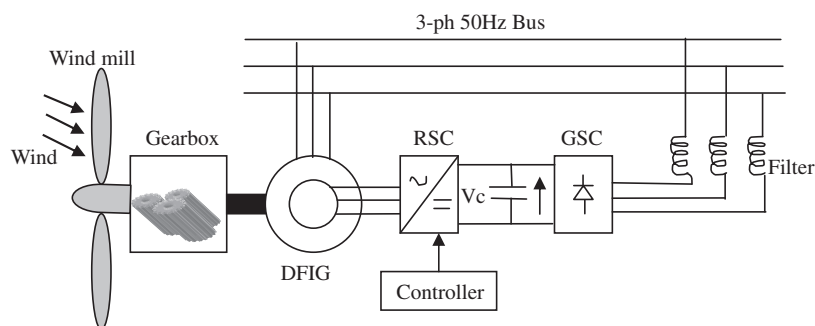 3-ph 50Hz Bus
Wind mill
Gearbox
RSC
GSC
Wind
Filter
Vc
DFIG
Controller